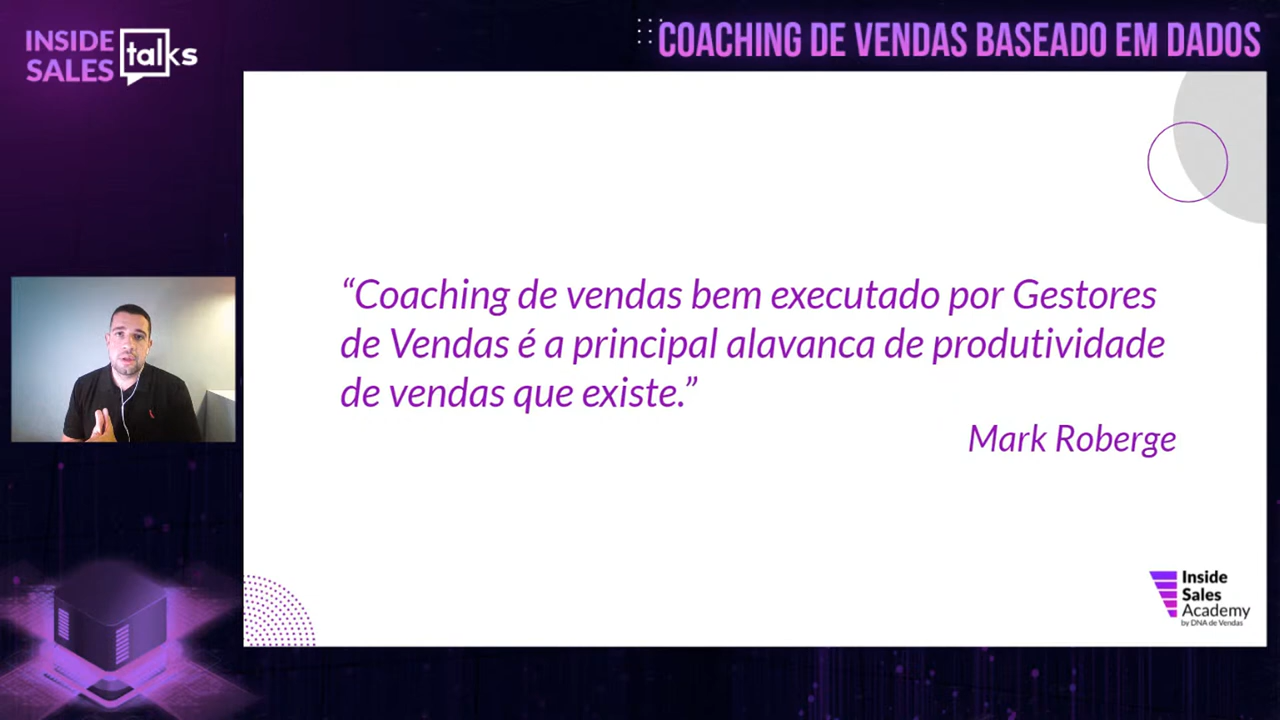 INSIDE SALES talks
COACHING DE VENDAS BASEADO EM DADOS
“Coaching de vendas bem executado por Gestores
de Vendas é a principal alavanca de produtividade
de vendas que existe.”
Mark Roberge
Inside
Sales
Academy
by DNA de Vendas